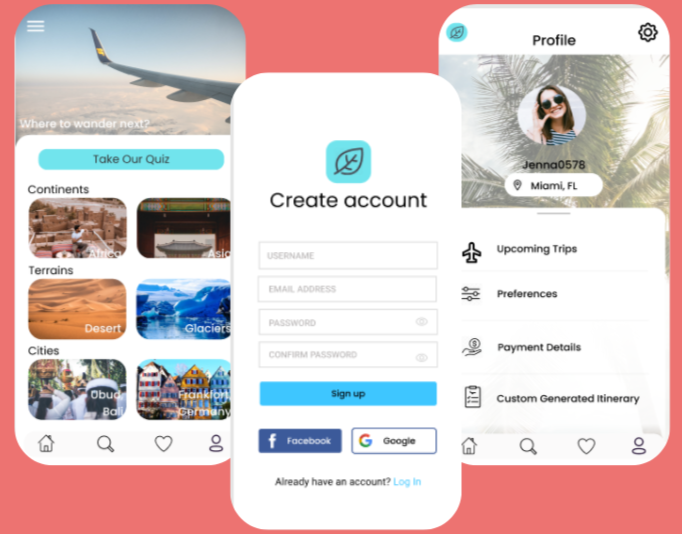 Where to wander next?
Take Our Quiz
Continents
Africa
Asia
Terrains
Desert
Glaciers
Cities
Ubud,
Bali
Frankfort,
Germany
Create account
USERNAME
EMAIL ADDRESS
PASSWORD
CONFIRM PASSWORD
Sign up
Facebook
Google
Already have an account? Log In
Profile
Jenna0578
Miami, FL
Upcoming Trips
Preferences
Payment Details
Custom Generated Itinerary